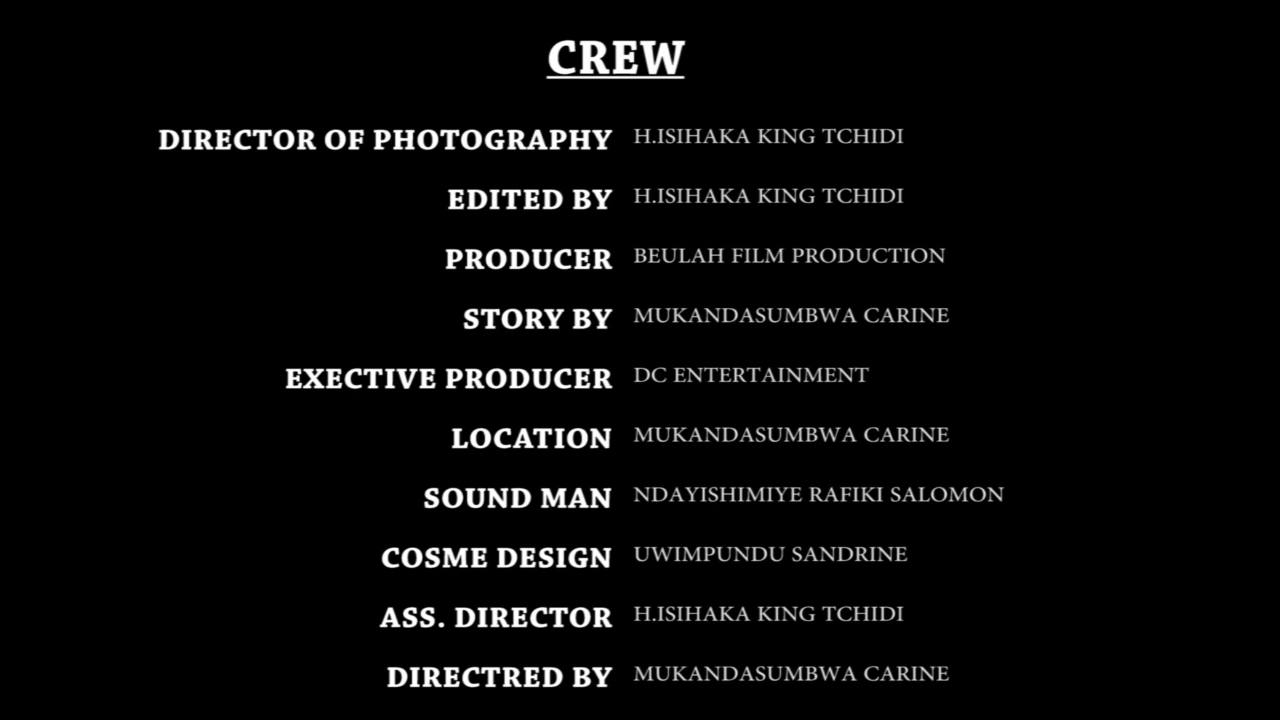 CREW
DIRECTOR OF PHOTOGRAPHY H.ISIHAKA KING TCHIDI
EDITED BY H.ISIHAKA KING TCHIDI
PRODUCER BEULAH FILM PRODUCTION
STORY BY MUKANDASUMBWA CARINE
EXECTIVE PRODUCER DC ENTERTAINMENT
LOCATION MUKANDASUMBWA CARINE
SOUND MAN NDAYISHIMIYE RAFIKI SALOMON
COSME DESIGN UWIMPUNDU SANDRINE
ASS. DIRECTOR H.ISIHAKA KING TCHIDI
DIRECTRED BY MUKANDASUMBWA CARINE